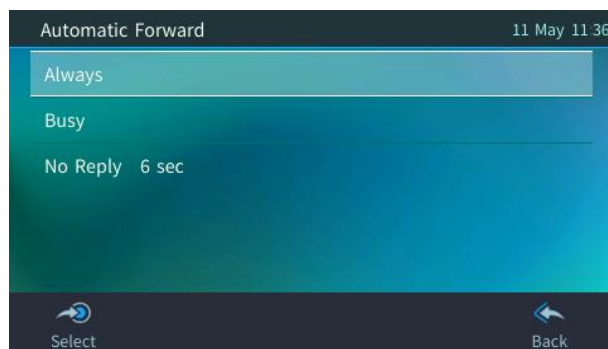 Automatic Forward 11 May 11:36
Always
Busy
No Reply 6 sec
Select Back